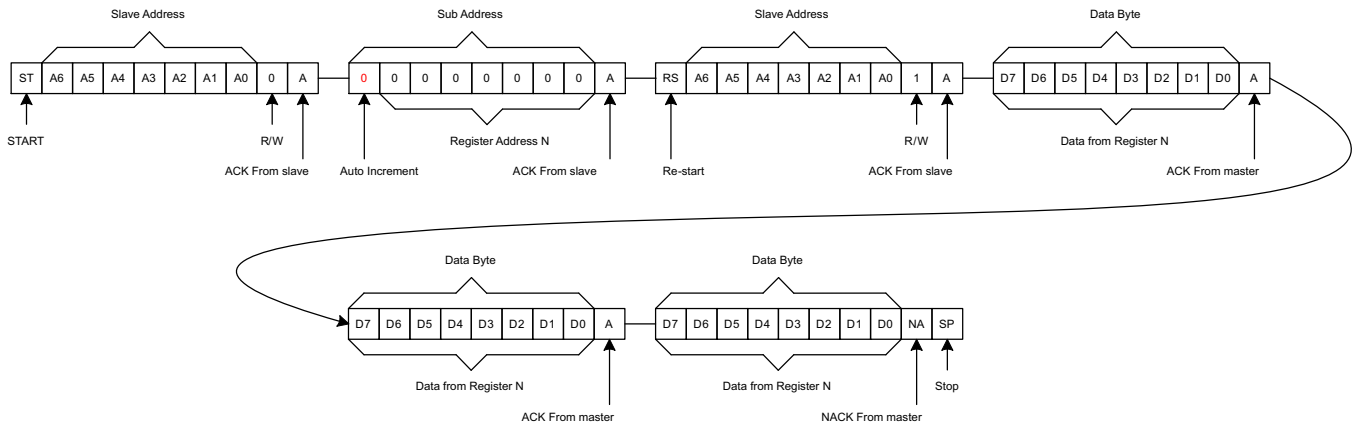 Slave Address Sub Address Slave Address Data Byte
ST A6 A5 A4 A3 A2 A1 A0 0 A 0 0 0 0 0 0 0 0 A RS A6 A5 A4 A3 A2 A1 A0 1 A D7 D6 D5 D4 D3 D2 D1 D0 A
START R/W Register Address N R/W Data from Register N
ACK From slave Auto Increment ACK From slave Re-start ACK From slave ACK From master
Data Byte Data Byte
D7 D6 D5 D4 D3 D2 D1 D0 A D7 D6 D5 D4 D3 D2 D1 D0 NA SP
Data from Register N Data from Register N Stop
ACK From master NACK From master